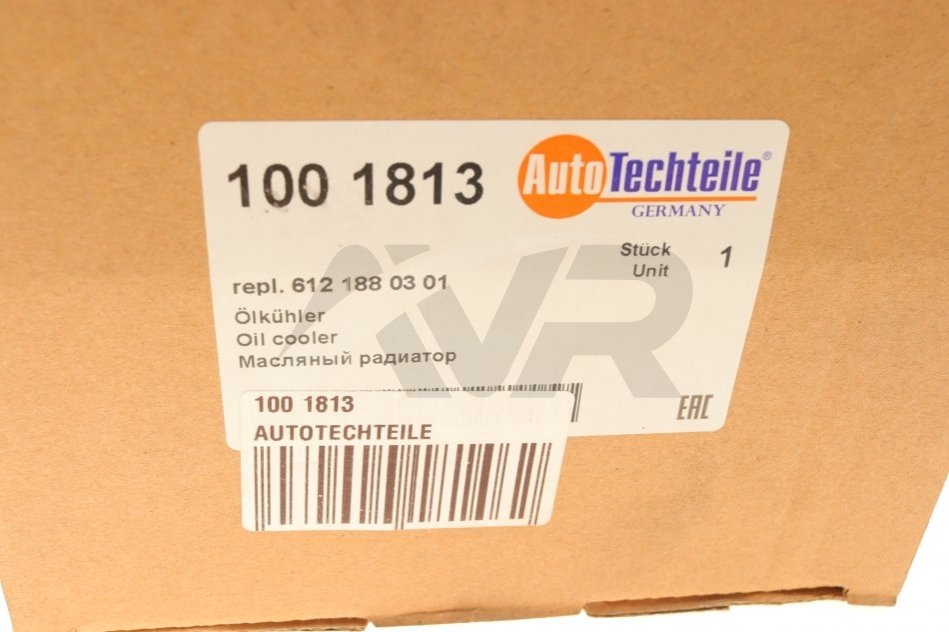 100 1813
AutoTechteile®
GERMANY
Stück 1
Unit
repl. 612 188 03 01
Ölkühler
Oil cooler
Масляный радиатор
EAC
100 1813
AUTOTECHTEILE
VR